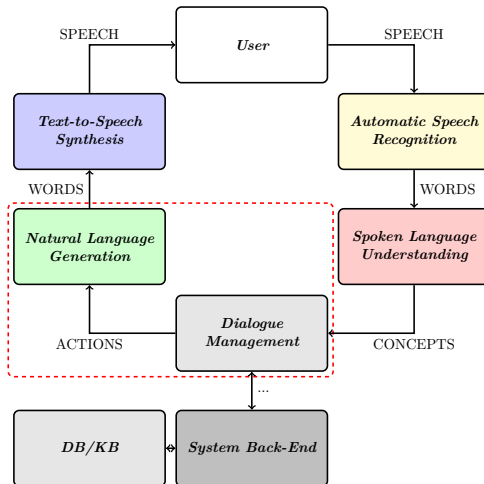 SPEECH
User
SPEECH
Text-to-Speech
Synthesis
Automatic Speech
Recognition
WORDS
WORDS
Natural Language
Generation
Spoken Language
Understanding
Dialogue
Management
ACTIONS
CONCEPTS
...
DB/KB
System Back-End